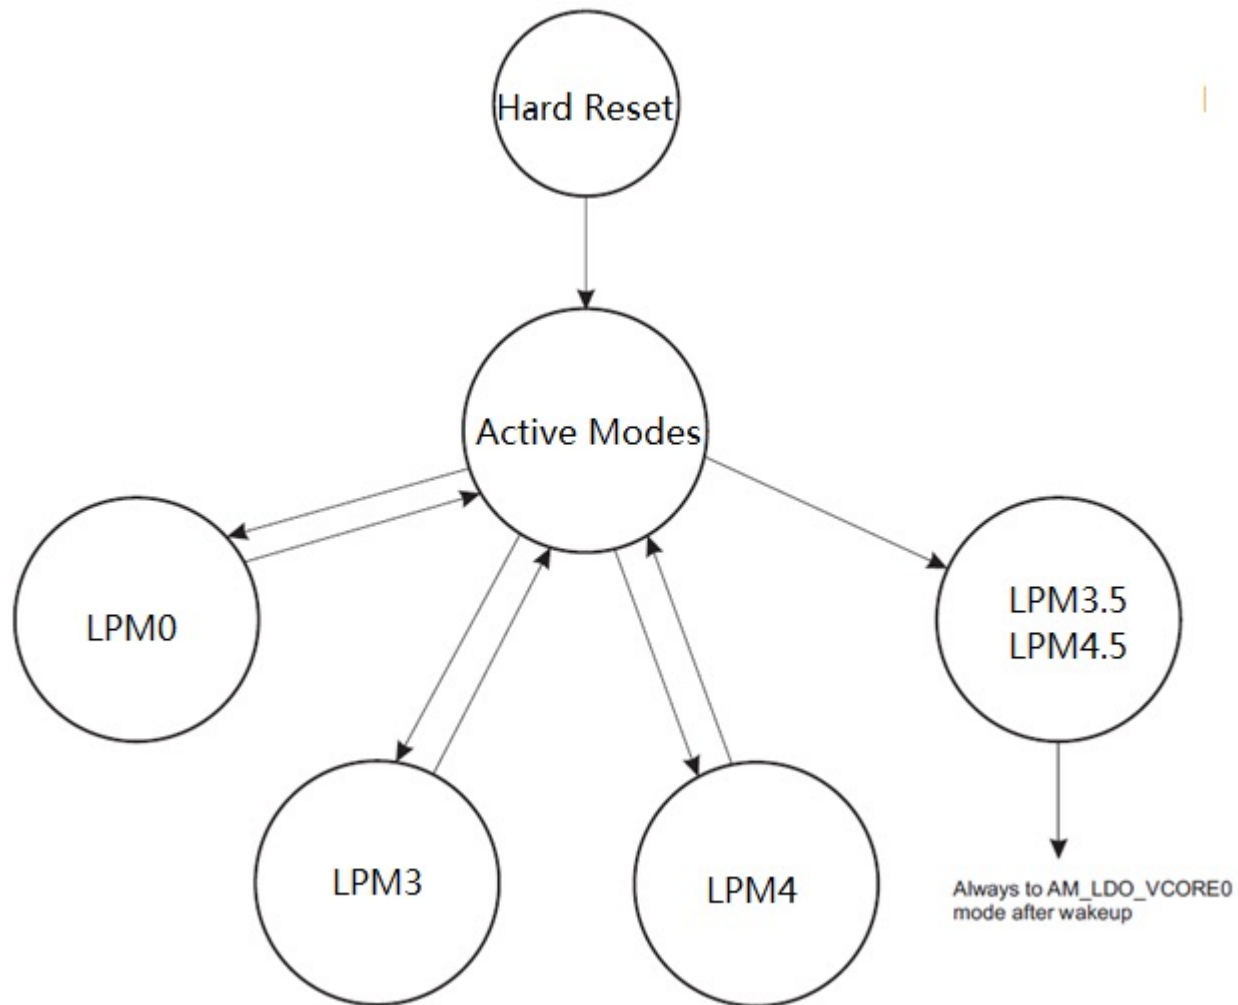 Hard Reset
Active Modes
LPM0
LPM3.5
LPM4.5
LPM3
LPM4
Always to AM_LDO_VCORE0
mode after wakeup